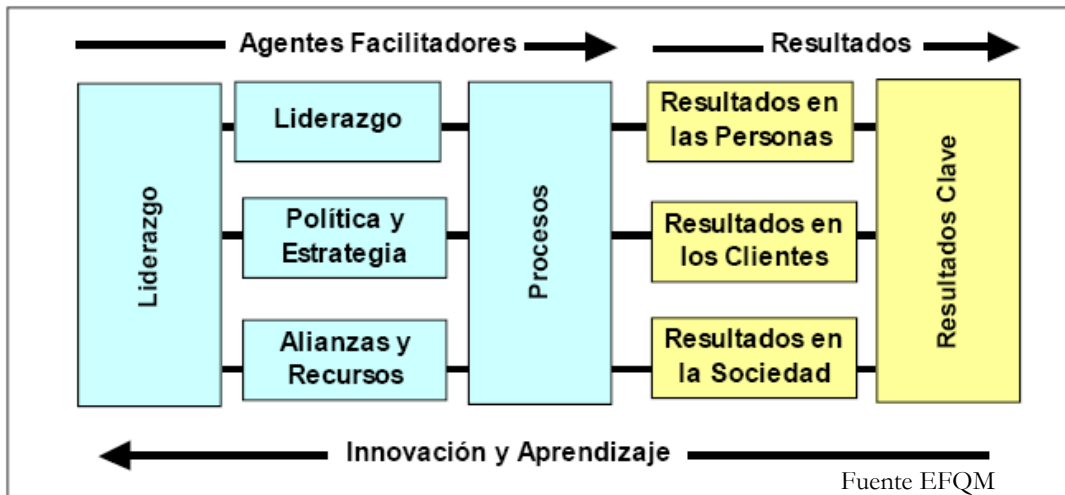 Agentes Facilitadores
Resultados
Liderazgo
Liderazgo
Política y
Estrategia
Alianzas y
Recursos
Procesos
Resultados en
las Personas
Resultados en
los Clientes
Resultados en
la Sociedad
Resultados Clave
Innovación y Aprendizaje
Fuente EFQM